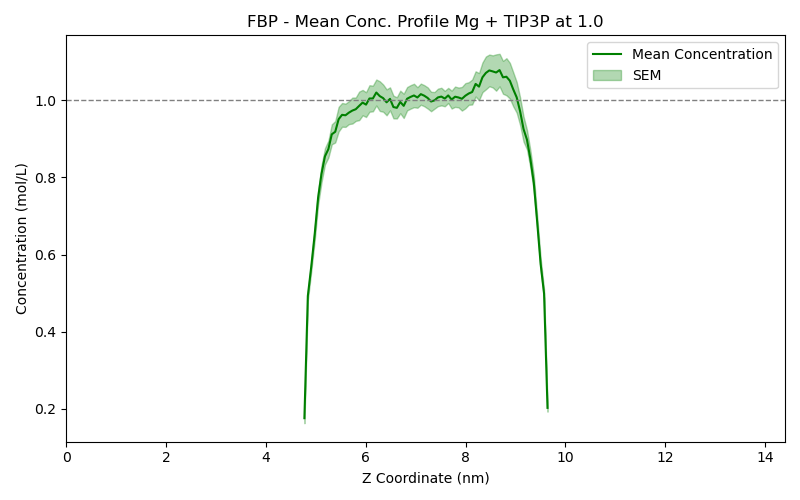 FBP - Mean Conc. Profile Mg + TIP3P at 1.0
Mean Concentration
SEM
Concentration (mol/L)
1.0
0.8
0.6
0.4
0.2
0 2 4 6 8 10 12 14
Z Coordinate (nm)